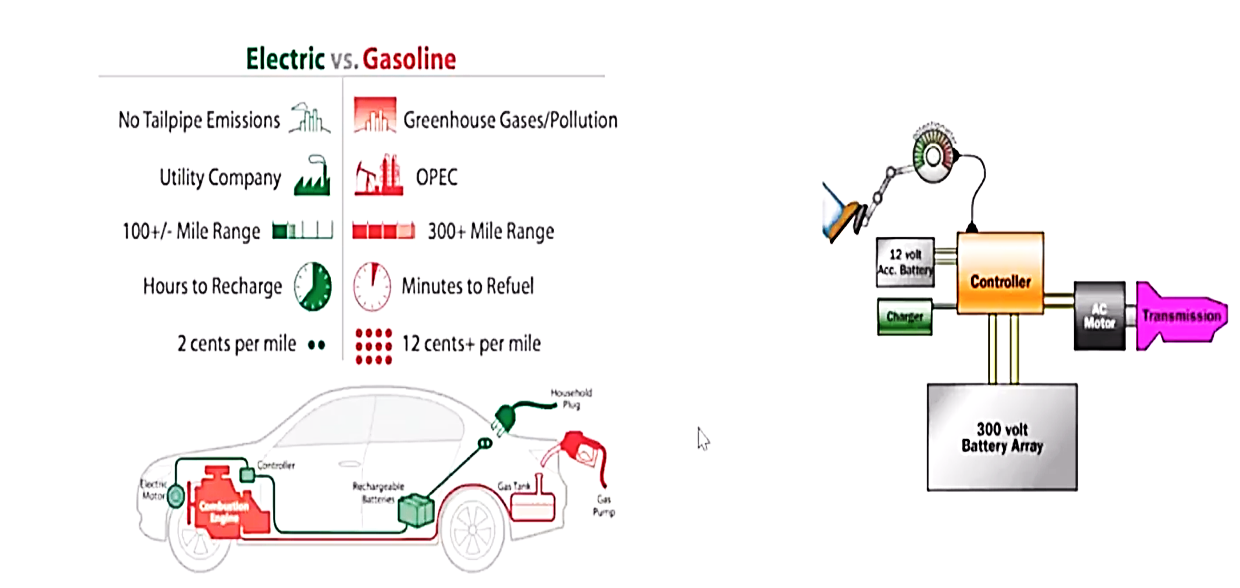 Electric vs. Gasoline
No Tailpipe Emissions
Greenhouse Gases/Pollution
Utility Company
OPEC
100+/- Mile Range
300+ Mile Range
Hours to Recharge
Minutes to Refuel
2 cents per mile
12 cents+ per mile
Household
Plug
Controller
Electric
Motor
Combustion
Engine
Rechargeable
Batteries
Gas Tank
Gas
Pump
12 volt
Acc. Battery
Controller
Charger
AC
Motor
Transmission
300 volt
Battery Array